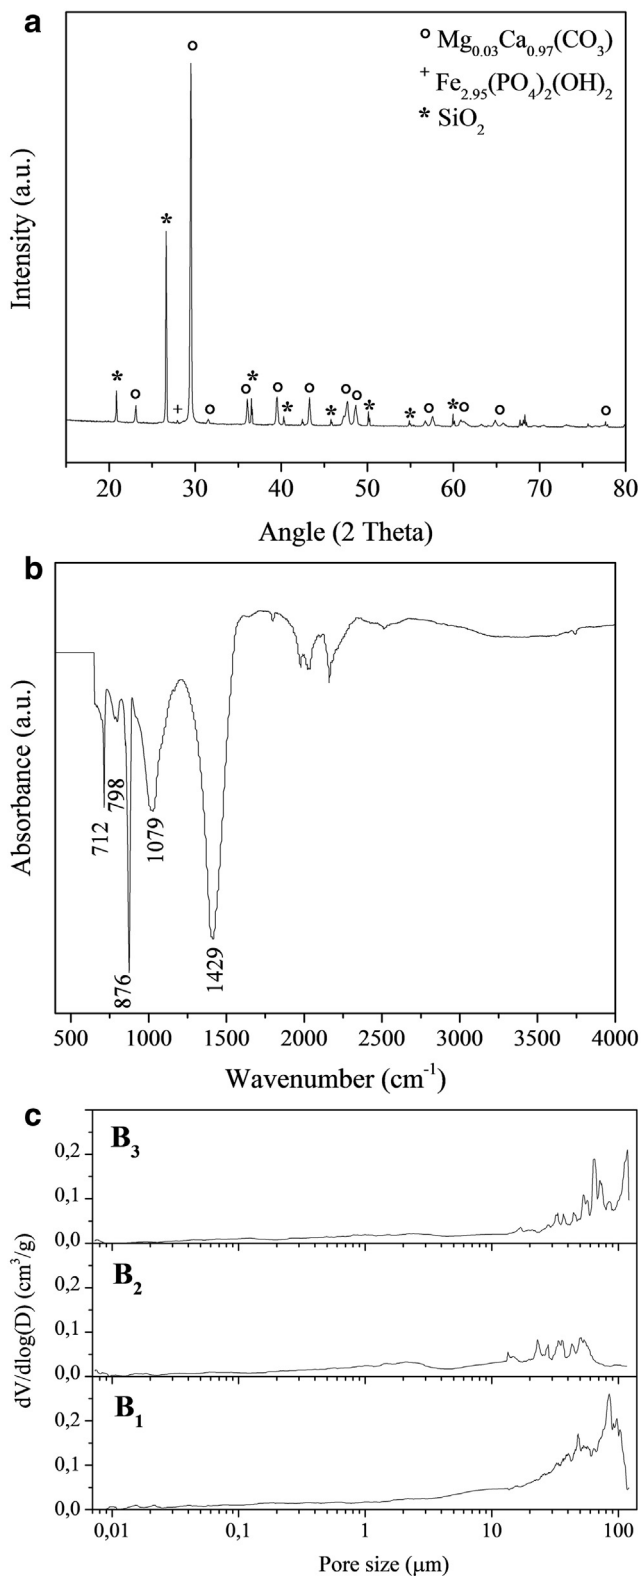 a
o Mg0.03Ca0.97(CO3)
+ Fe2.95(PO4)2(OH)2
* SiO2
Intensity (a.u.)
20 30 40 50 60 70 80
Angle (2 Theta)
b
Absorbance (a.u.)
712
798
876
1079
1429
500 1000 1500 2000 2500 3000 3500 4000
Wavenumber (cm-1)
c
B3
0,2
0,1
0,0
B2
0,2
0,1
0,0
B1
0,2
0,1
0,0
dV/dlog(D) (cm3/g)
0,01 0,1 1 10 100
Pore size (μm)